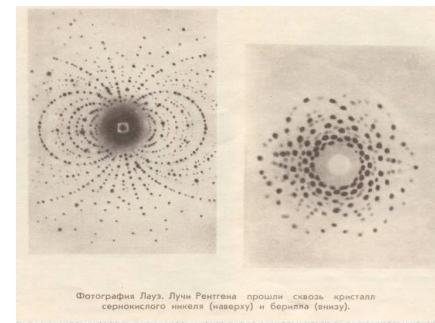 Фотография Лауэ. Лучи Рентгена прошли сквозь кристалл
сернокислого никеля (наверху) и берилла (внизу).